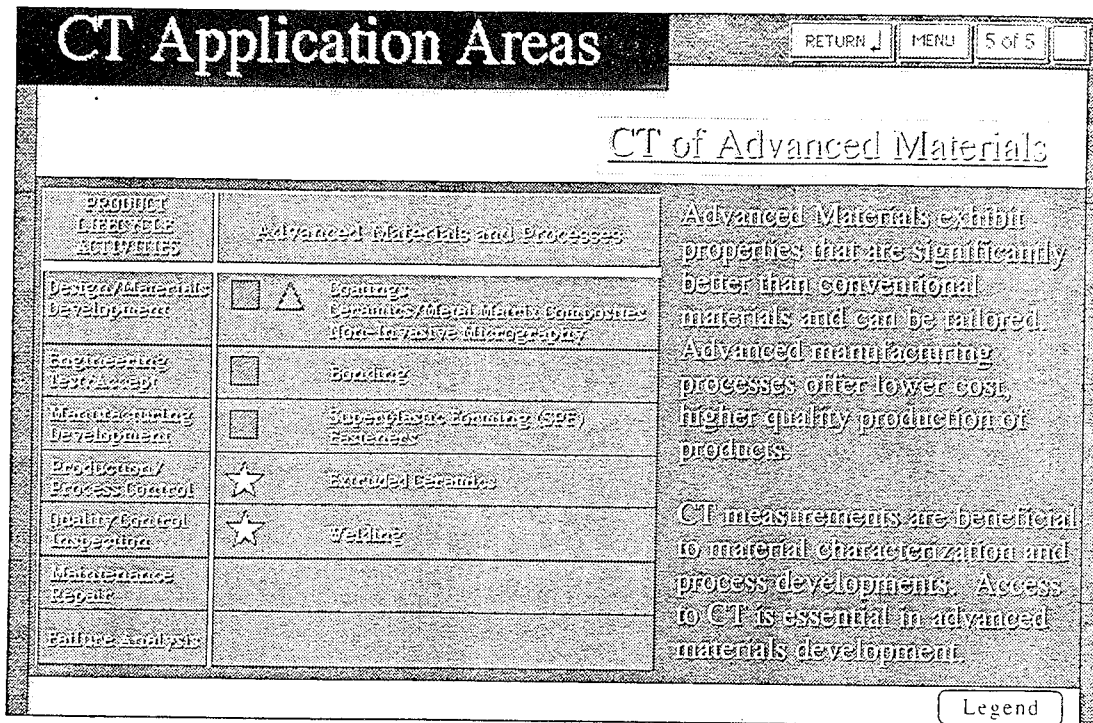 CT Application Areas
RETURN
MENU
5 of 5
CT of Advanced Materials
PRODUCT
LIFECYCLE
ACTIVITIES
Advanced Materials and Processes
Design/Materials
Development
Coatings
Ceramics/Metal Matrix Composites
Non-Invasive Micrography
Engineering
Test/Accept
Bonding
Manufacturing
Development
Superplastic Forming (SPF)
Fasteners
Production/
Process Control
Extruded Ceramics
Quality Control
Inspection
Welding
Maintenance
Repair
Failure Analysis
Advanced Materials exhibit
properties that are significantly
better than conventional
materials and can be tailored.
Advanced manufacturing
processes offer lower cost,
higher quality production of
products.
CT measurements are beneficial
to material characterization and
process developments. Access
to CT is essential in advanced
materials development.
Legend